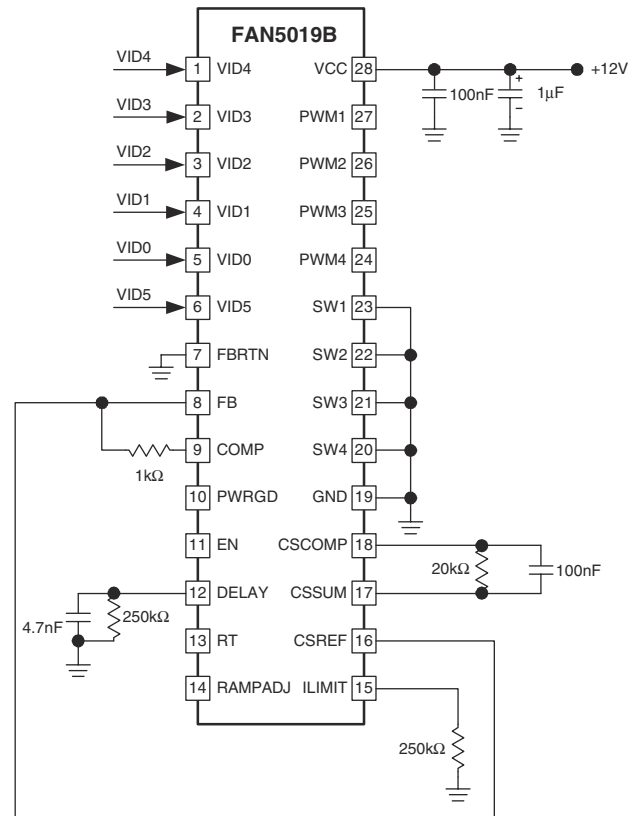 FAN5019B
VID4
1
VID4
VCC
28
+12V
100nF
+
1µF
−
VID3
2
VID3
PWM1
27
VID2
3
VID2
PWM2
26
VID1
4
VID1
PWM3
25
VID0
5
VID0
PWM4
24
VID5
6
VID5
SW1
23
7
FBRTN
SW2
22
8
FB
SW3
21
9
COMP
SW4
20
1kΩ
10
PWRGD
GND
19
11
EN
CSCOMP
18
20kΩ
100nF
12
DELAY
CSSUM
17
4.7nF
250kΩ
13
RT
CSREF
16
14
RAMPADJ
ILIMIT
15
250kΩ